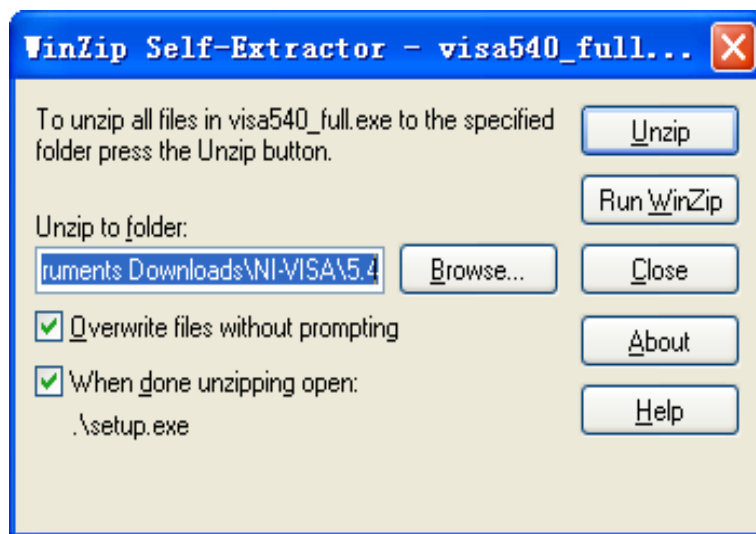 WinZip Self-Extractor - visa540_full...
To unzip all files in visa540_full.exe to the specified
folder press the Unzip button.
Unzip
Run WinZip
Unzip to folder:
ruments Downloads\NI-VISA\5.4
Browse...
Close
Overwrite files without prompting
About
When done unzipping open:
.\setup.exe
Help